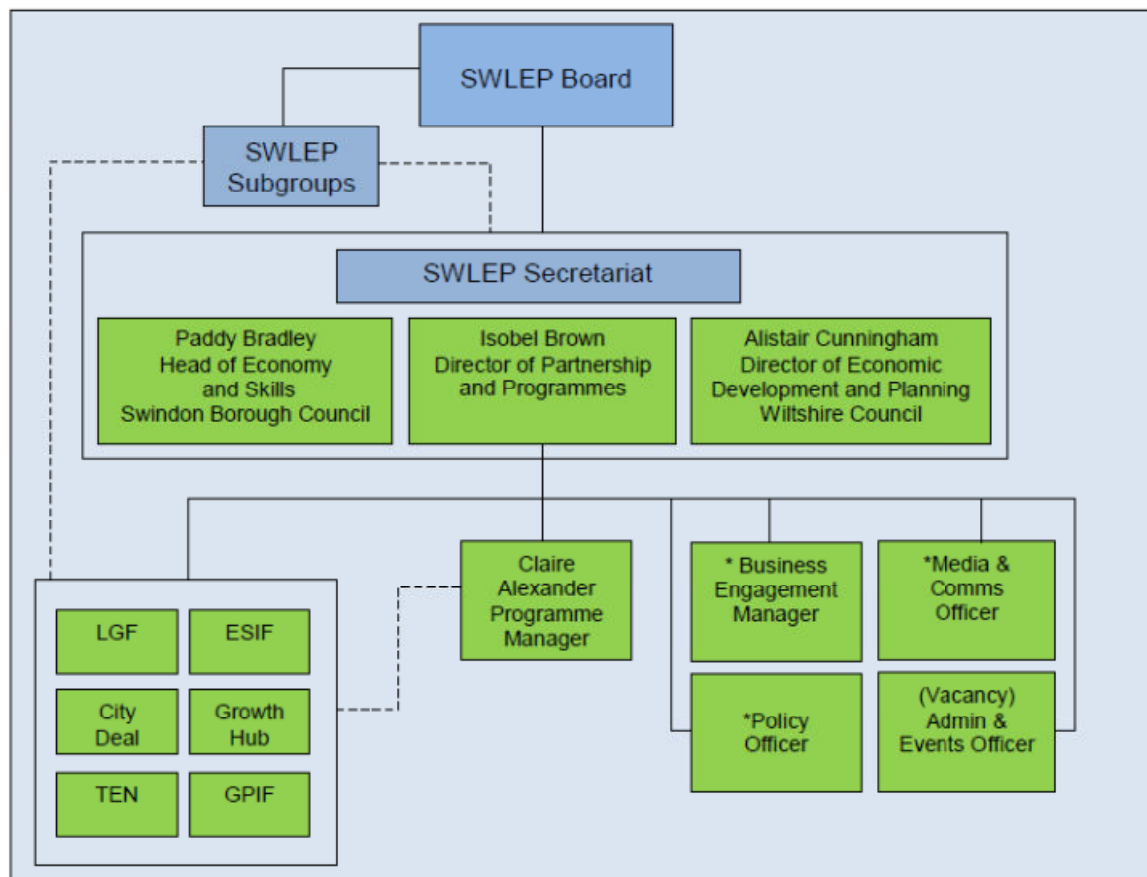 SWLEP Board
SWLEP
Subgroups
SWLEP Secretariat
Paddy Bradley
Head of Economy
and Skills
Swindon Borough Council
Isobel Brown
Director of Partnership
and Programmes
Alistair Cunningham
Director of Economic
Development and Planning
Wiltshire Council
LGF
ESIF
City
Deal
Growth
Hub
TEN
GPIF
Claire
Alexander
Programme
Manager
* Business
Engagement
Manager
*Media &
Comms
Officer
*Policy
Officer
(Vacancy)
Admin &
Events Officer